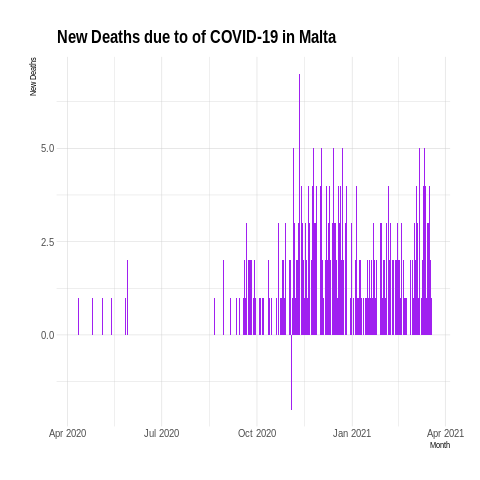 New Deaths due to of COVID-19 in Malta
New Deaths
5.0
2.5
0.0
Apr 2020 Jul 2020 Oct 2020 Jan 2021 Apr 2021
Month